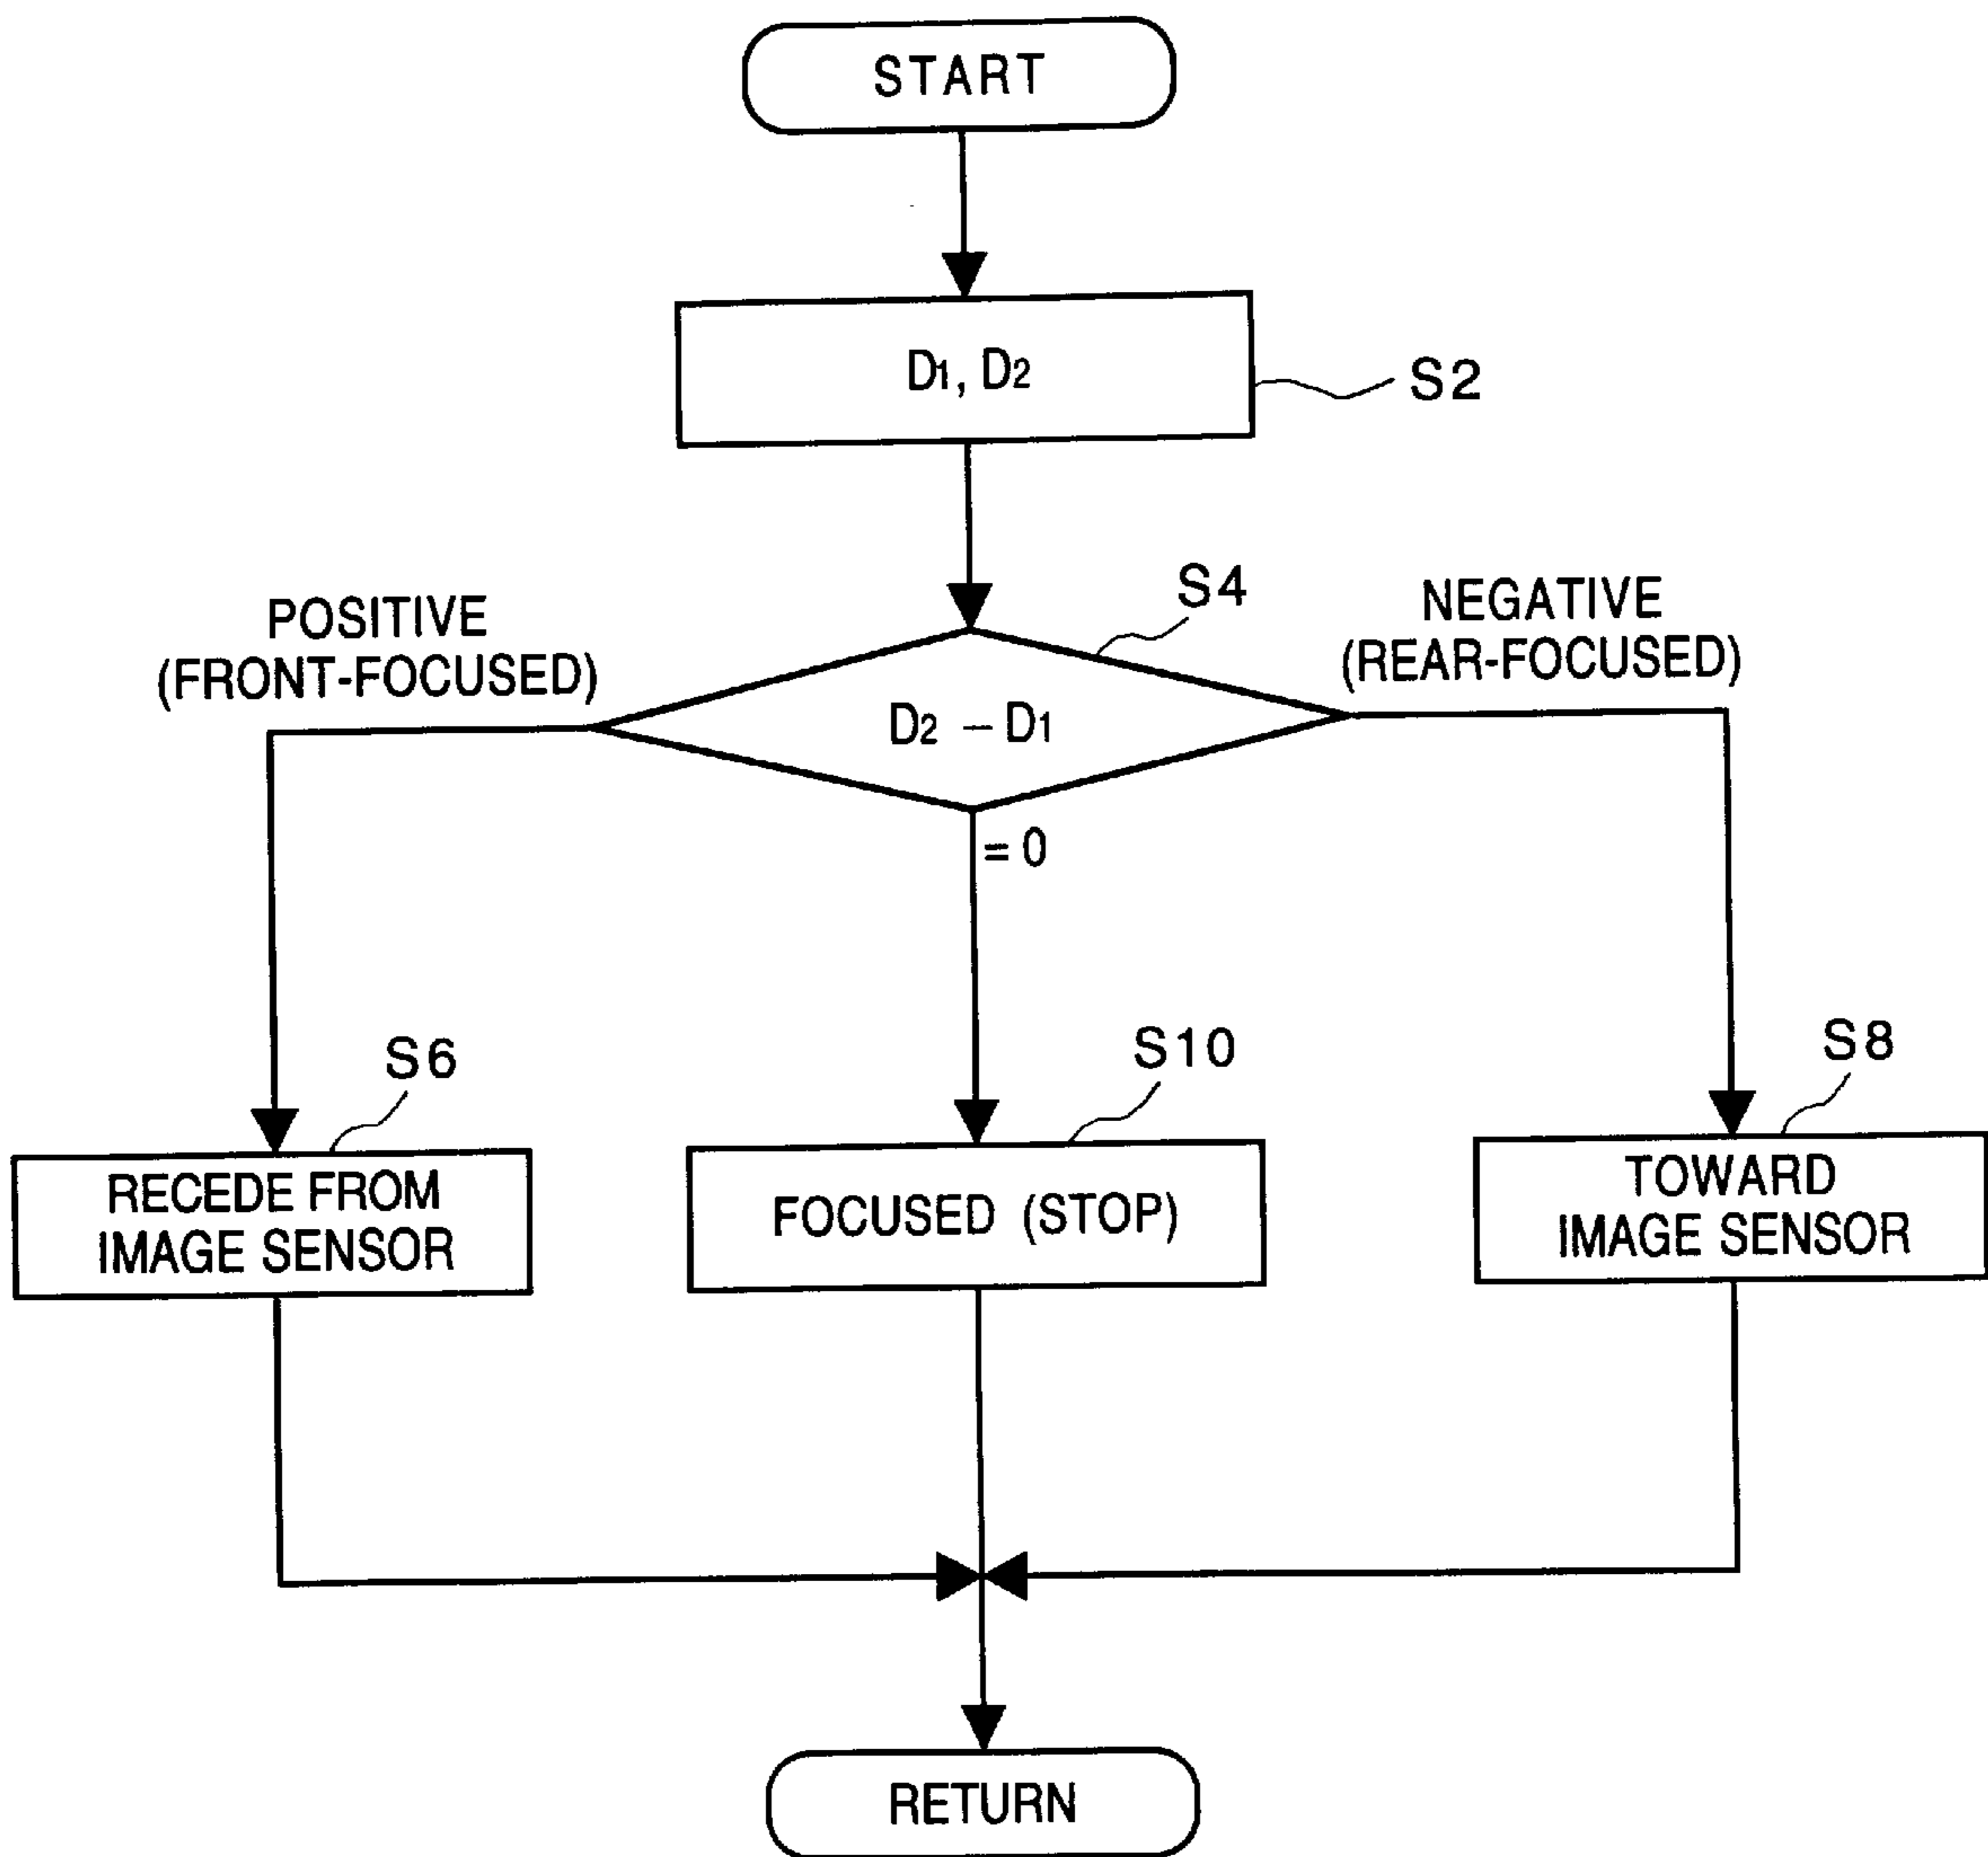 START
D1, D2
S2
S4
POSITIVE
(FRONT-FOCUSED)
NEGATIVE
(REAR-FOCUSED)
D2 – D1
= 0
S6
S10
S8
RECEDE FROM
IMAGE SENSOR
FOCUSED (STOP)
TOWARD
IMAGE SENSOR
RETURN